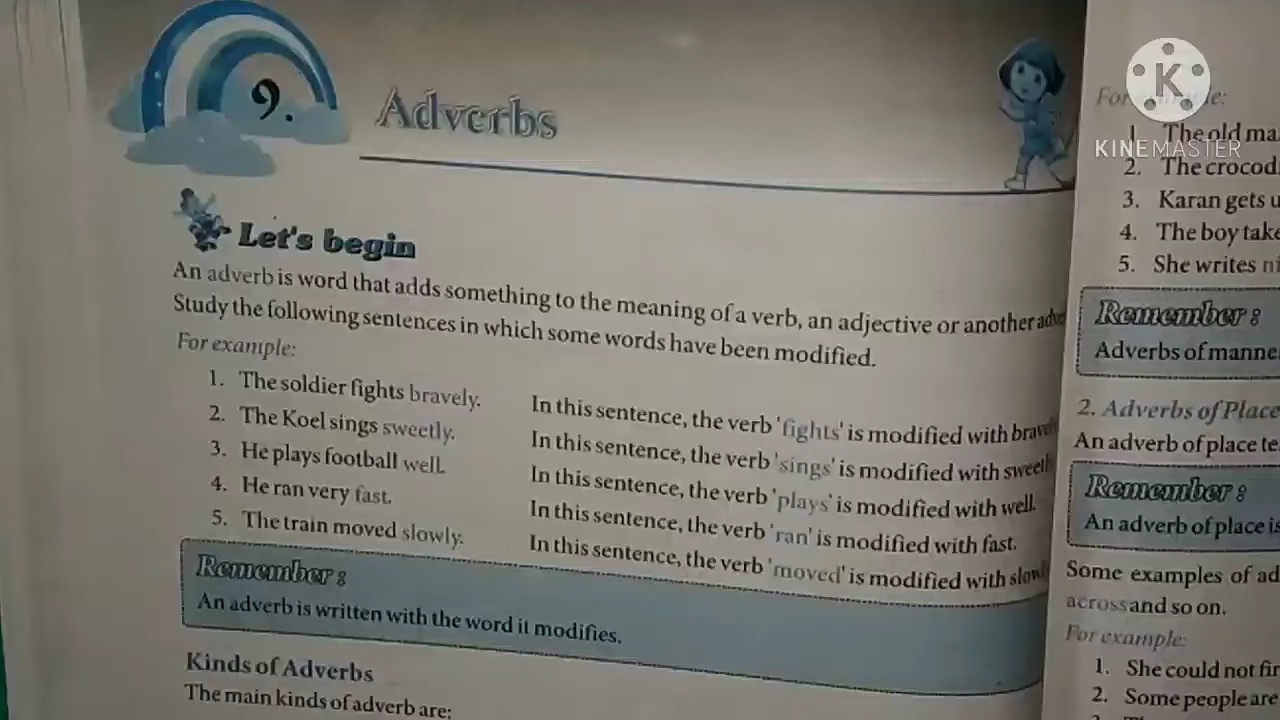 9.
Adverbs
Let's begin
An adverb is word that adds something to the meaning of a verb, an adjective or another
Study the following sentences in which some words have been modified.
For example:
1. The soldier fights bravely. In this sentence, the verb 'fights' is modified with
2. The Koel sings sweetly. In this sentence, the verb 'sings' is modified with
3. He plays football well. In this sentence, the verb 'plays' is modified with well.
4. He ran very fast. In this sentence, the verb 'ran' is modified with fast.
5. The train moved slowly. In this sentence, the verb 'moved' is modified with
Remember :
An adverb is written with the word it modifies.
Kinds of Adverbs
The main kinds of adverb are:
K
KINEMASTER
For
1. The old
2. The
3. Karan gets
4. The boy
5. She writes
Remember :
Adverbs of
2. Adverbs of Place
An adverb of place
Remember :
An adverb of place is
Some examples of
across and so on.
For example:
1. She could not
2. Some people are